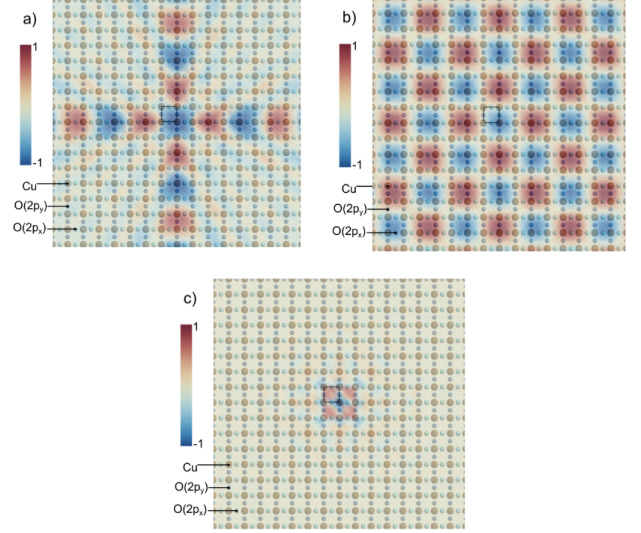 a)
1
-1
Cu
O(2py)
O(2px)
b)
1
-1
Cu
O(2py)
O(2px)
c)
1
-1
Cu
O(2py)
O(2px)